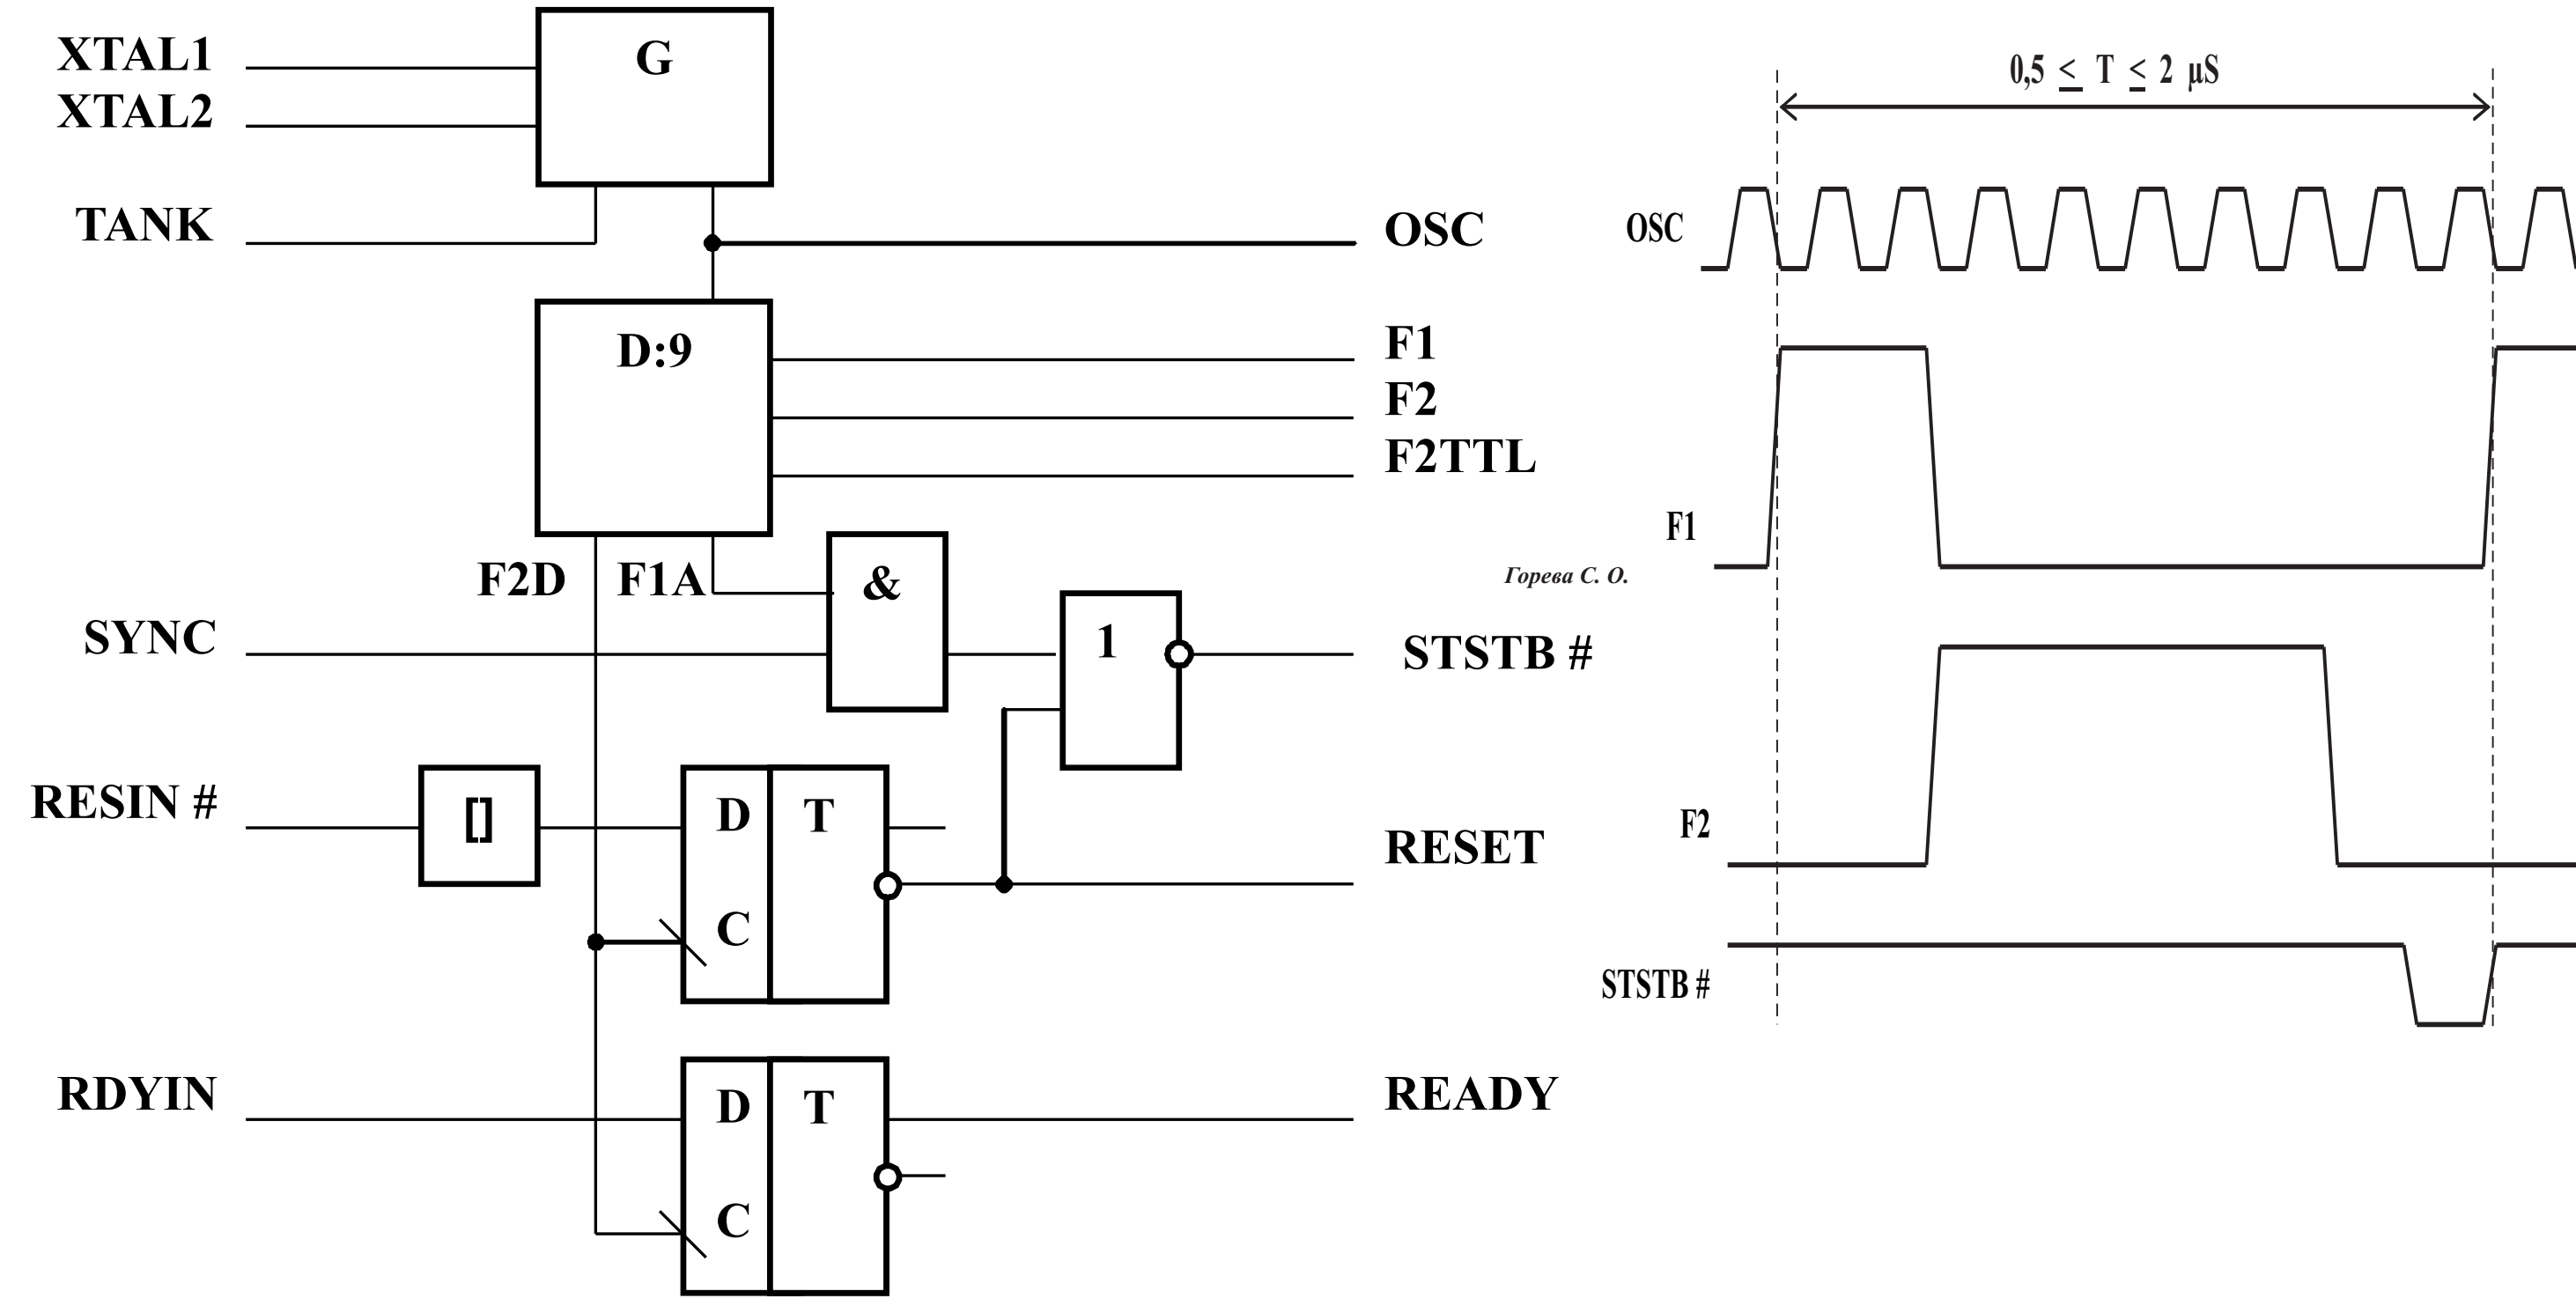 XTAL1
XTAL2
TANK
G
OSC
D:9
F1
F2
F2TTL
F2D
F1A
&
SYNC
1
STSTB #
RESIN #
[]
D
T
C
RESET
RDYIN
D
T
C
READY
0,5 ≤ T ≤ 2 µS
OSC
F1
Горева С. О.
F2
STSTB #